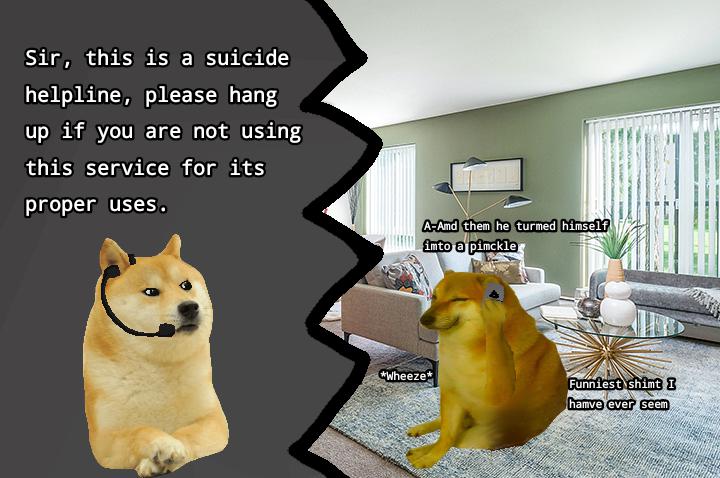 Sir, this is a suicide
helpline, please hang
up if you are not using
this service for its
proper uses.
A-Amd them he turmed himself
imto a pimckle
*Wheeze*
Funniest shimt I
hamve ever seem